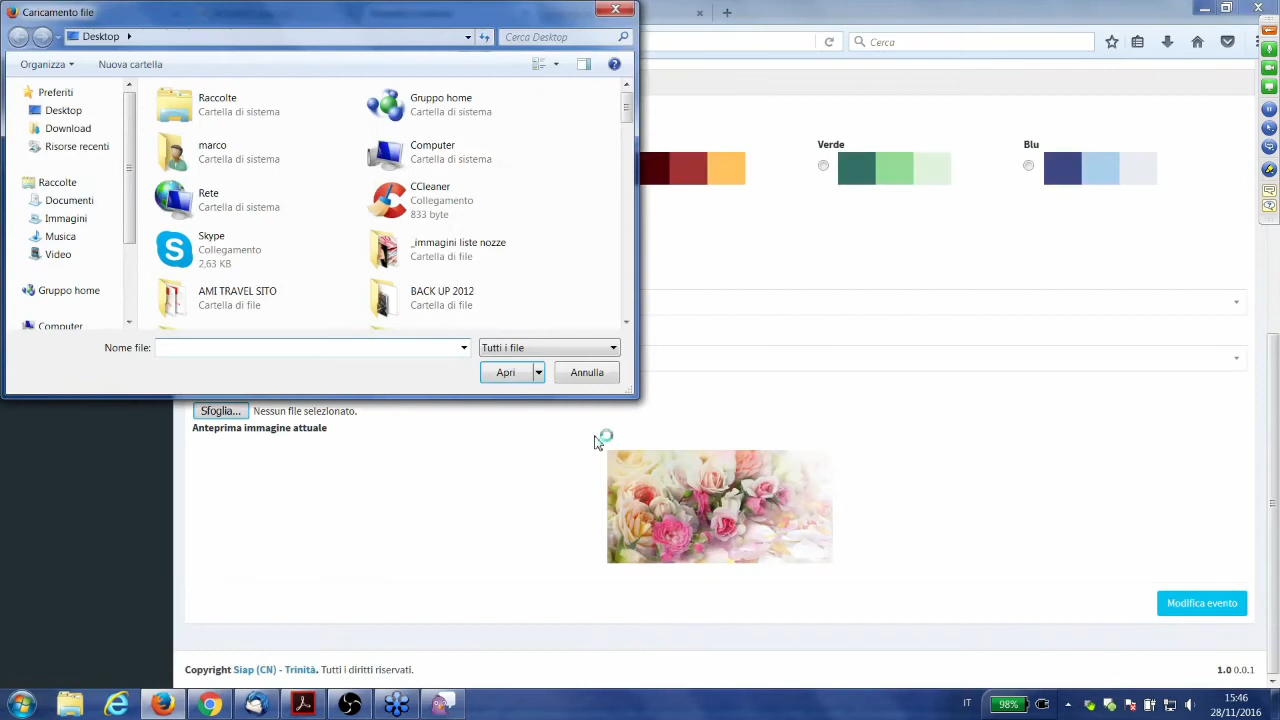 Caricamento file
Desktop
Cerca Desktop
Cerca
Organizza
Nuova cartella
Preferiti
Desktop
Download
Risorse recenti
Raccolte
Documenti
Immagini
Musica
Video
Gruppo home
Computer
Raccolte
Cartella di sistema
Gruppo home
Cartella di sistema
marco
Cartella di sistema
Computer
Cartella di sistema
Rete
Cartella di sistema
CCleaner
Collegamento
833 byte
Skype
Collegamento
2,63 KB
_immagini liste nozze
Cartella di file
AMI TRAVEL SITO
Cartella di file
BACK UP 2012
Cartella di file
Nome file:
Tutti i file
Apri
Annulla
Verde
Blu
Sfoglia... Nessun file selezionato.
Anteprima immagine attuale
Modifica evento
Copyright Siap (CN) - Trinità. Tutti i diritti riservati.
1.0 0.0.1
IT
98%
15:46
28/11/2016